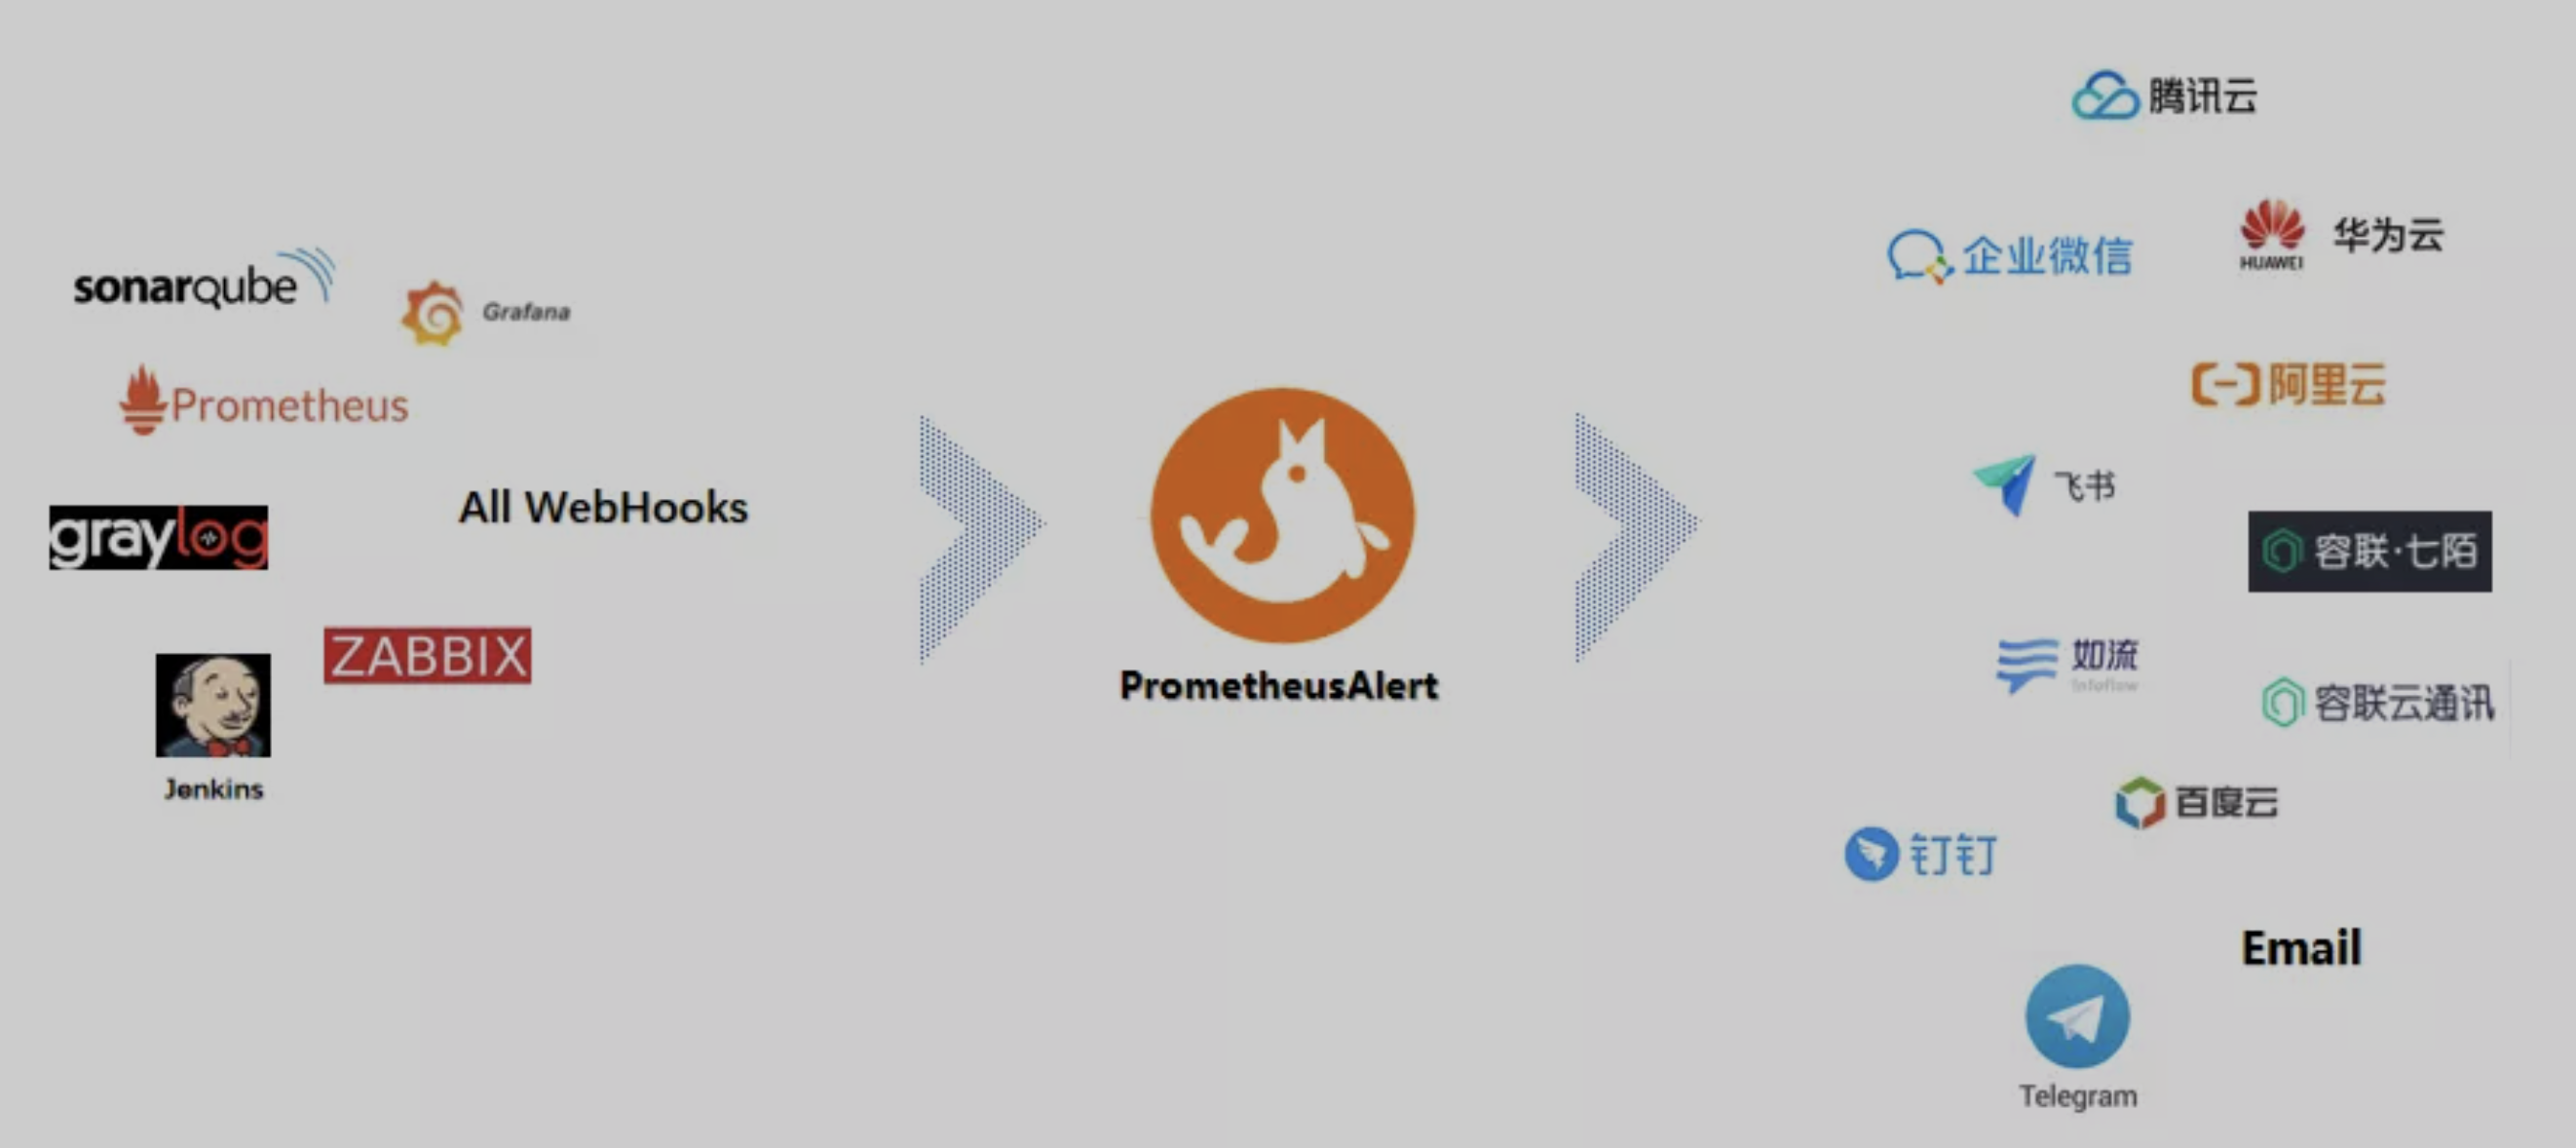 sonarqube
Grafana
Prometheus
graylog
All WebHooks
ZABBIX
Jenkins
PrometheusAlert
腾讯云
企业微信
HUAWEI
华为云
阿里云
飞书
容联·七陌
如流
Infoflow
容联云通讯
百度云
钉钉
Email
Telegram